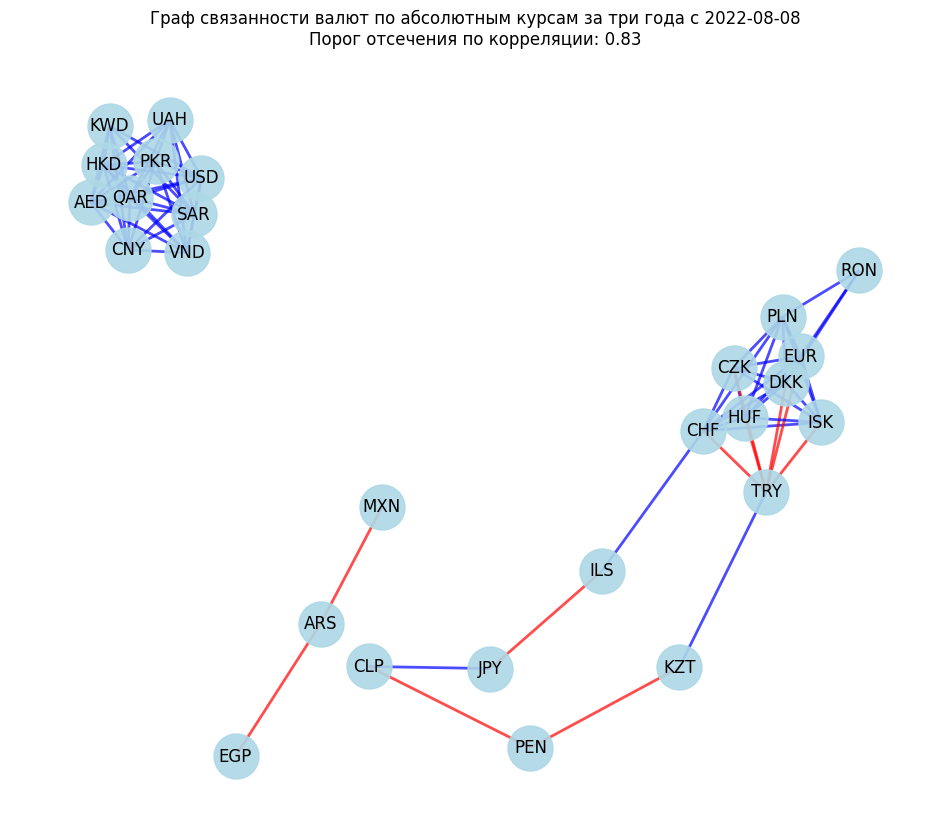 Граф связанности валют по абсолютным курсам за три года с 2022-08-08
Порог отсечения по корреляции: 0.83
KWD
UAH
HKD
PKR
USD
AED
QAR
SAR
CNY
VND
RON
PLN
EUR
CZK
DKK
HUF
ISK
CHF
TRY
MXN
ILS
ARS
CLP
JPY
KZT
PEN
EGP